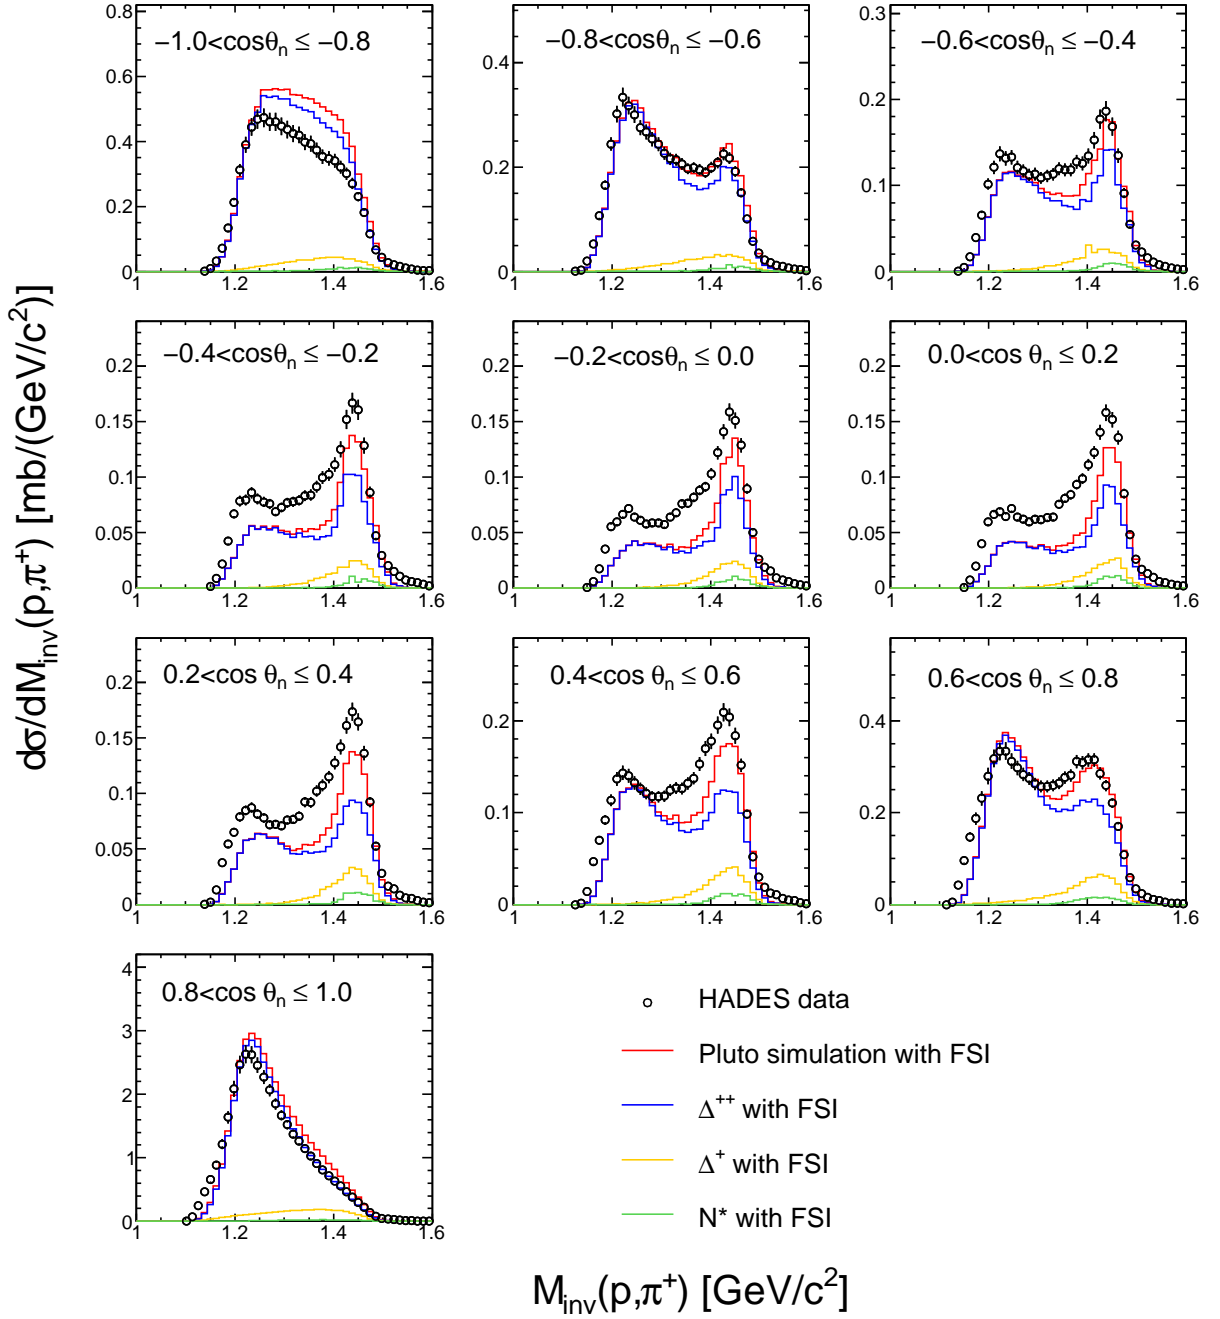 dσ/dM_inv(p,π⁺) [mb/(GeV/c²)]
−1.0<cosθₙ ≤ −0.8
0.8
0.6
0.4
0.2
0
1 1.2 1.4 1.6
−0.8<cosθₙ ≤ −0.6
0.4
0.2
0
1 1.2 1.4 1.6
−0.6<cosθₙ ≤ −0.4
0.3
0.2
0.1
0
1 1.2 1.4 1.6
−0.4<cosθₙ ≤ −0.2
0.2
0.15
0.1
0.05
0
1 1.2 1.4 1.6
−0.2<cosθₙ ≤ 0.0
0.2
0.15
0.1
0.05
0
1 1.2 1.4 1.6
0.0<cos θₙ ≤ 0.2
0.2
0.15
0.1
0.05
0
1 1.2 1.4 1.6
0.2<cos θₙ ≤ 0.4
0.2
0.15
0.1
0.05
0
1 1.2 1.4 1.6
0.4<cos θₙ ≤ 0.6
0.2
0.1
0
1 1.2 1.4 1.6
0.6<cos θₙ ≤ 0.8
0.4
0.2
0
1 1.2 1.4 1.6
0.8<cos θₙ ≤ 1.0
4
3
2
1
0
1 1.2 1.4 1.6
HADES data
Pluto simulation with FSI
Δ⁺⁺ with FSI
Δ⁺ with FSI
N* with FSI
M_inv(p,π⁺) [GeV/c²]